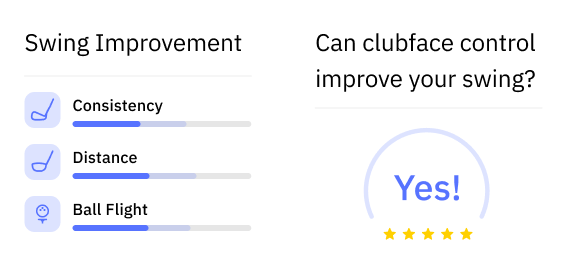 Swing Improvement
Consistency
Distance
Ball Flight
Can clubface control
improve your swing?
Yes!